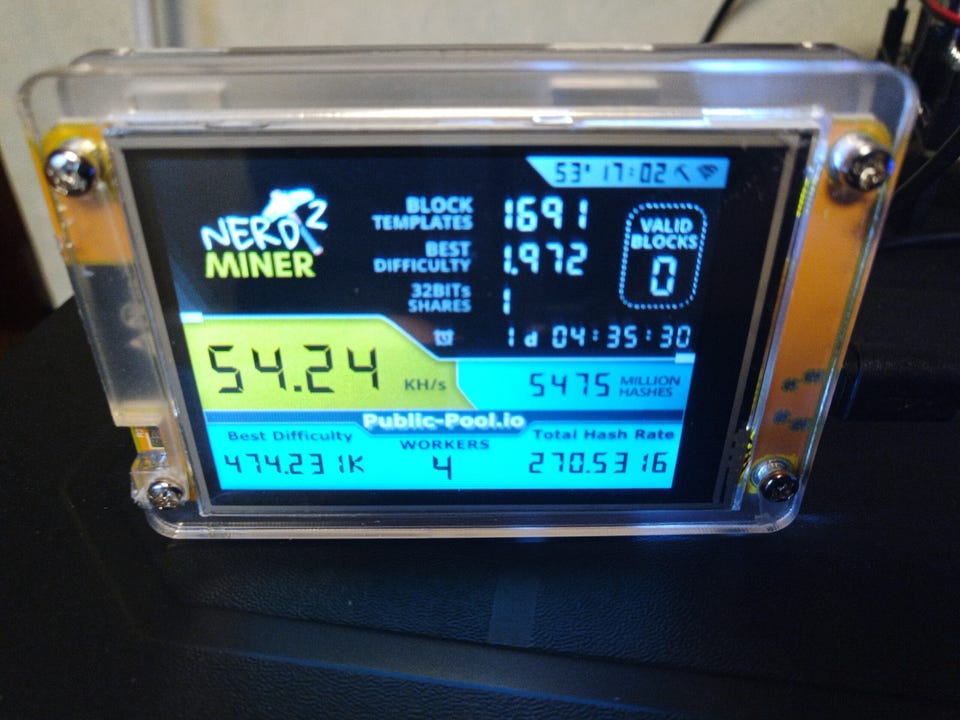 53° 17:02
NERD 2
MINER
BLOCK
TEMPLATES
1691
BEST
DIFFICULTY
1.972
32BITs
SHARES
1
VALID
BLOCKS
0
1d 04:35:30
54.24 KH/s
5475 MILLION
HASHES
Public-Pool.io
Best Difficulty
WORKERS
Total Hash Rate
474.231K
4
270.5316